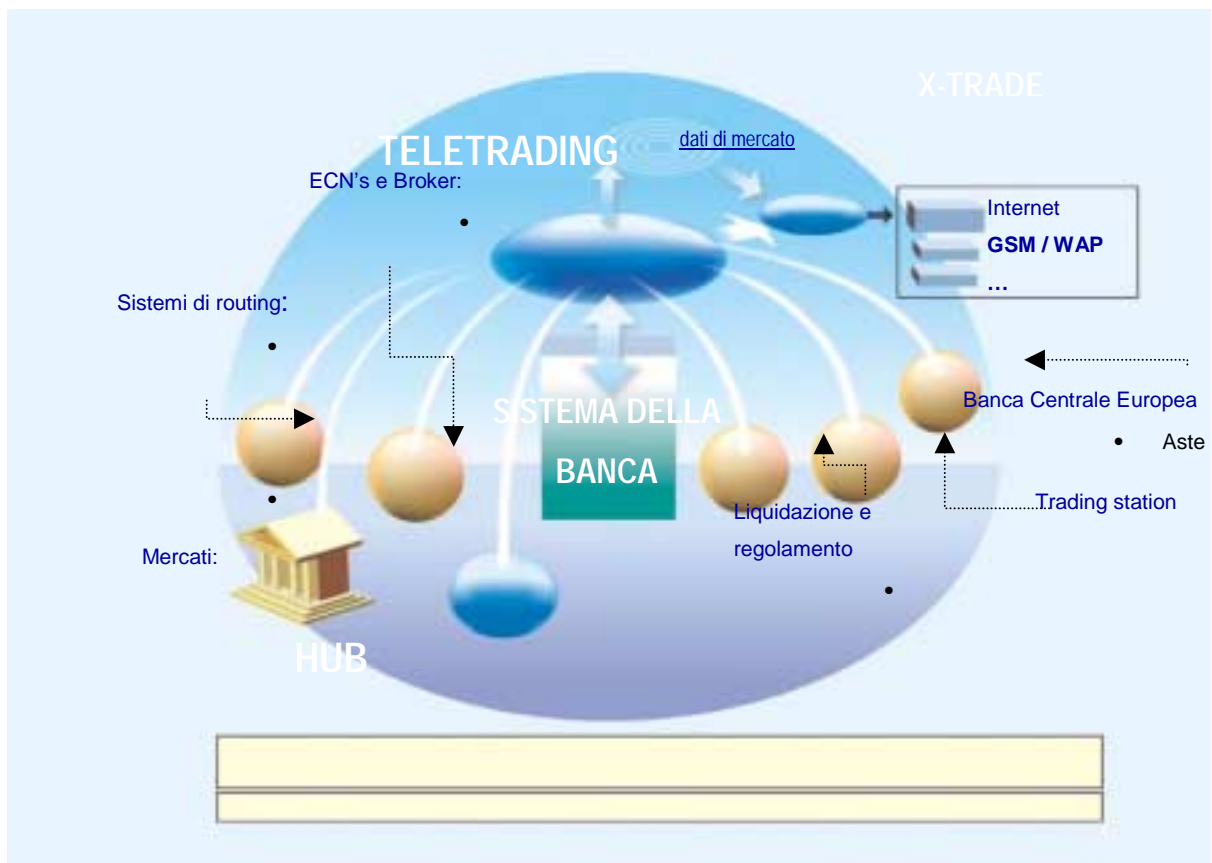 X-TRADE
TELETRADING
dati di mercato
ECN's e Broker:
•
Internet
GSM / WAP
...
Sistemi di routing:
•
SISTEMA DELLA
BANCA
Banca Centrale Europea
• Aste
•
Liquidazione e
regolamento
Trading station
Mercati:
•
HUB